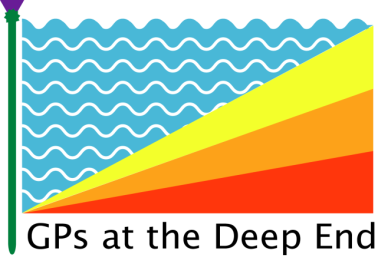 GPs at the Deep End